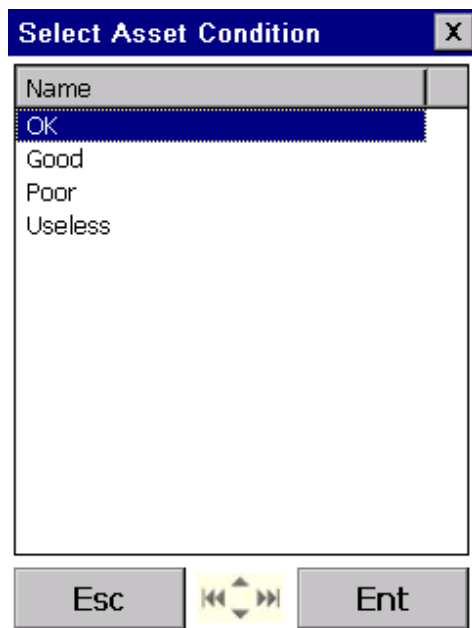 Select Asset Condition X
Name
OK
Good
Poor
Useless
Esc Ent